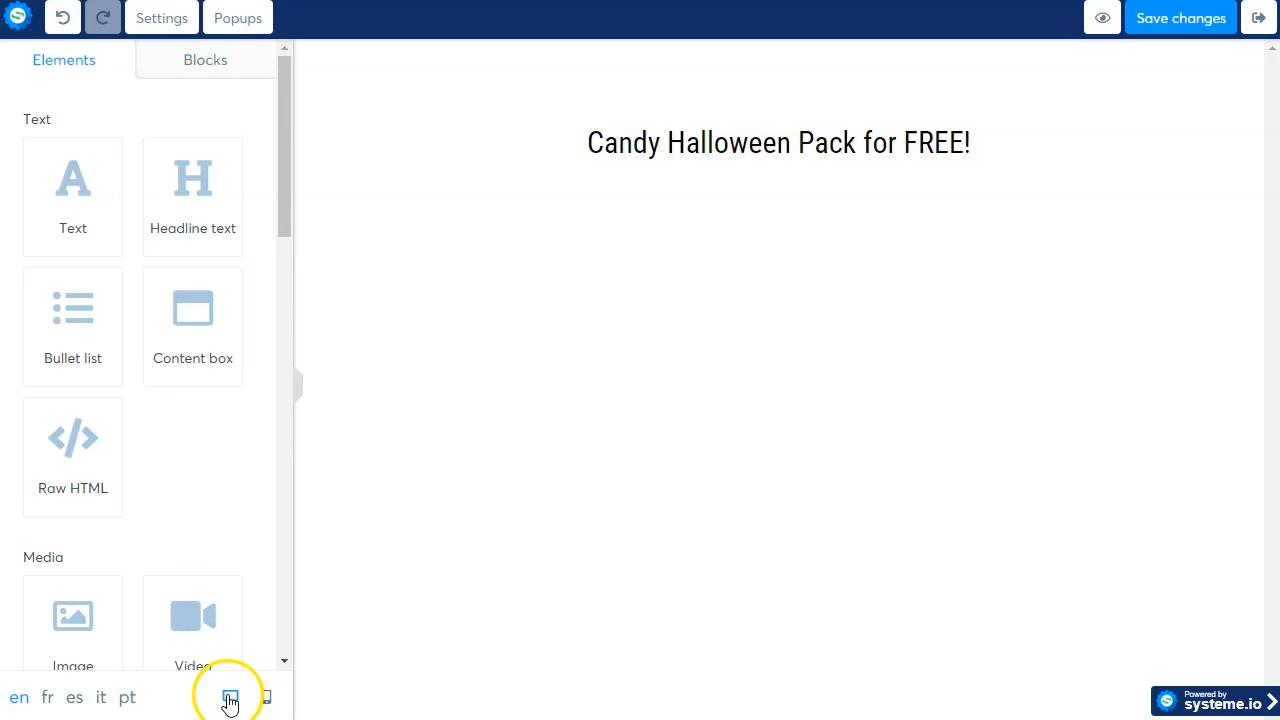 Settings
Popups
Save changes
Elements
Blocks
Text
Candy Halloween Pack for FREE!
Text
Headline text
Bullet list
Content box
Raw HTML
Media
Image
Video
en fr es it pt
Powered by
systeme.io